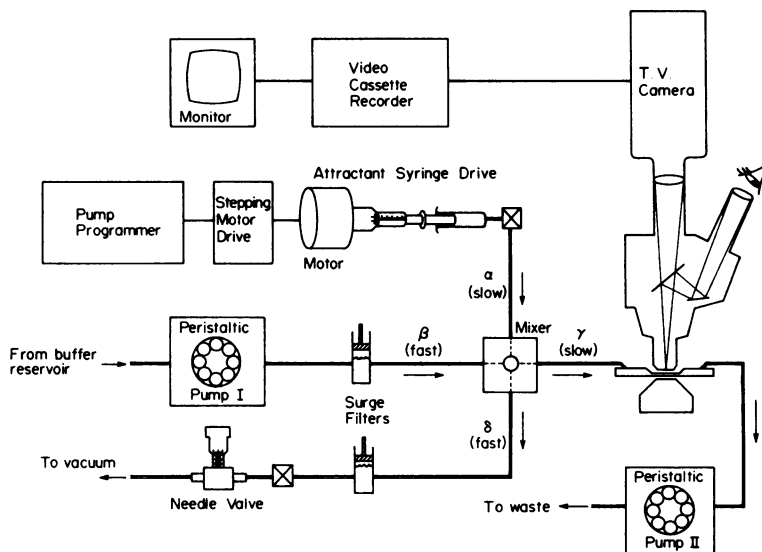 Monitor
Video
Cassette
Recorder
T. V.
Camera
Attractant Syringe Drive
Pump
Programmer
Stepping
Motor
Drive
Motor
α
(slow)
Mixer
From buffer
reservoir
Peristaltic
Pump I
Surge
Filters
β
(fast)
γ
(slow)
δ
(fast)
To vacuum
Needle Valve
To waste
Peristaltic
Pump II